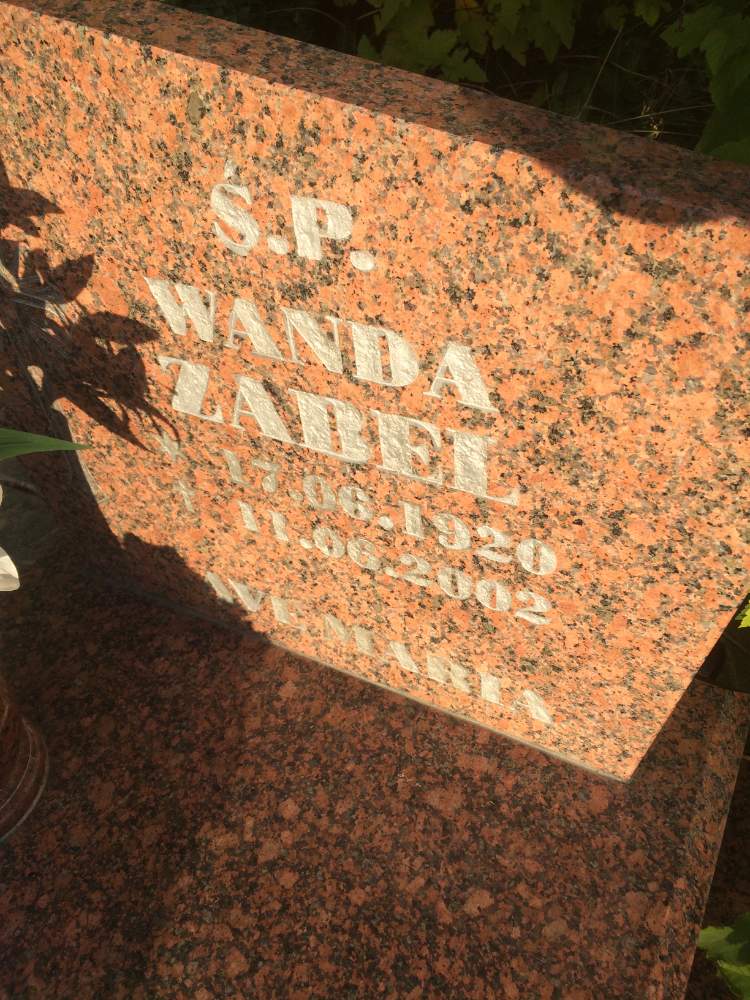 Ś.P.
WANDA
ZABEL
* 17.06.1920
† 11.06.2002
AVE MARIA